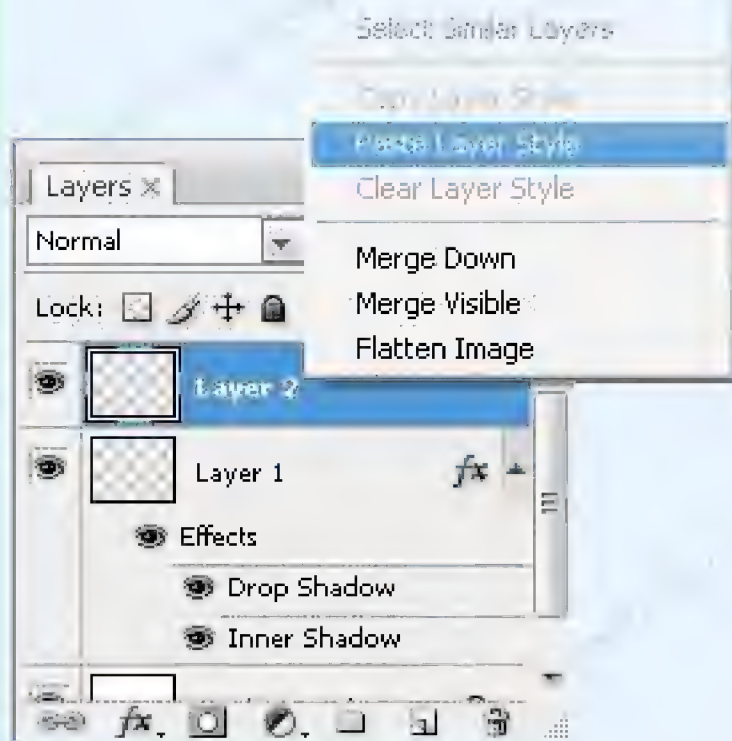 Select Similar Layers
Copy Layer Style
Paste Layer Style
Clear Layer Style
Merge Down
Merge Visible
Flatten Image
Layers
Normal
Lock:
Layer 2
Layer 1
fx
Effects
Drop Shadow
Inner Shadow
fx.